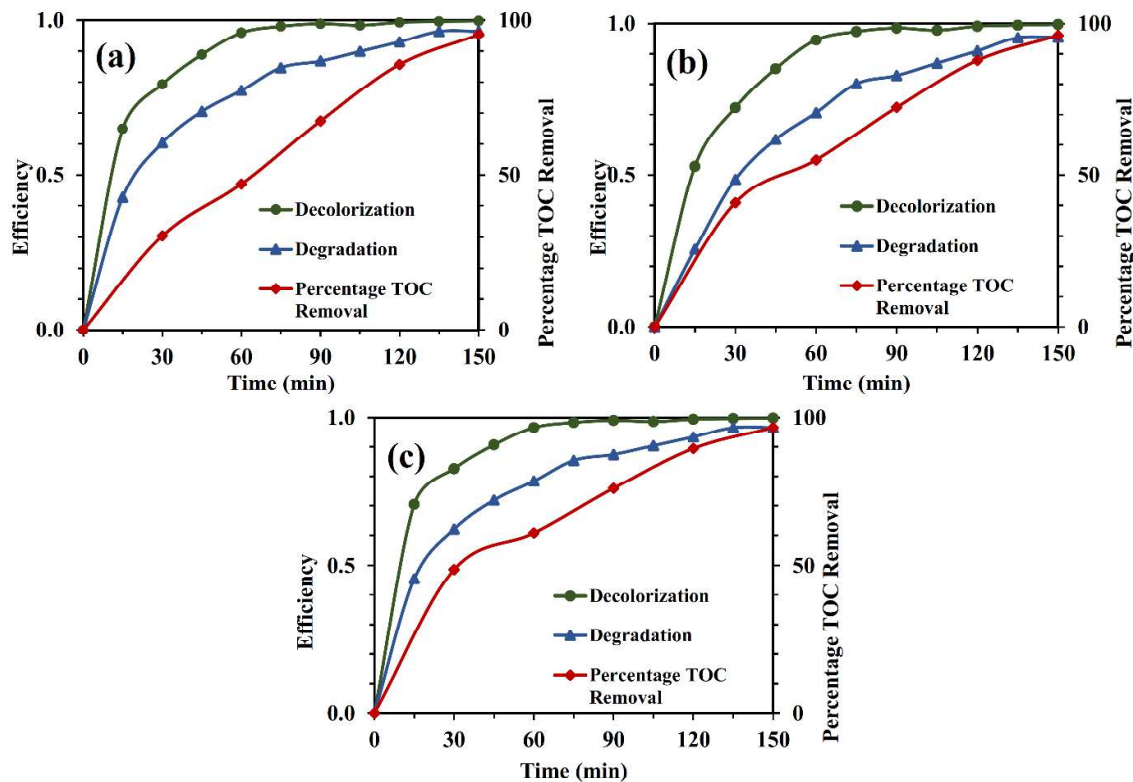 (a)
1.0
0.5
0.0
Efficiency
100
50
0
Percentage TOC Removal
Decolorization
Degradation
Percentage TOC
Removal
0 30 60 90 120 150
Time (min)
(b)
1.0
0.5
0.0
Efficiency
100
50
0
Percentage TOC Removal
Decolorization
Degradation
Percentage TOC
Removal
0 30 60 90 120 150
Time (min)
(c)
1.0
0.5
0.0
Efficiency
100
50
0
Percentage TOC Removal
Decolorization
Degradation
Percentage TOC
Removal
0 30 60 90 120 150
Time (min)